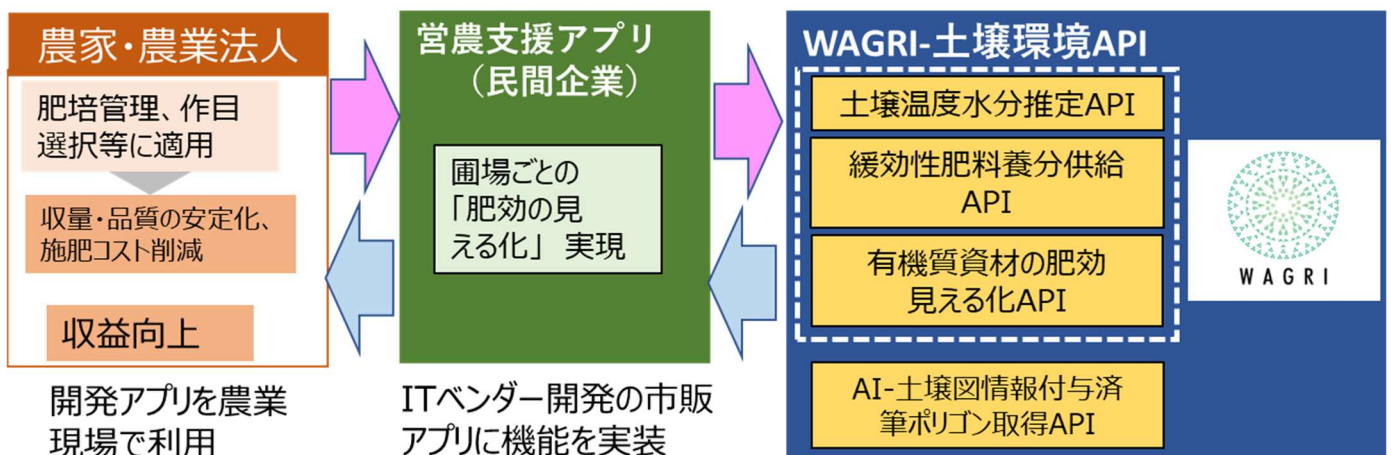 農家・農業法人
肥培管理、作目
選択等に適用
収量・品質の安定化、
施肥コスト削減
収益向上
開発アプリを農業
現場で利用
営農支援アプリ
（民間企業）
圃場ごとの
「肥効の見
える化」 実現
ITベンダー開発の市販
アプリに機能を実装
WAGRI-土壌環境API
土壌温度水分推定API
緩効性肥料養分供給
API
有機質資材の肥効
見える化API
AI-土壌図情報付与済
筆ポリゴン取得API
WAGRI